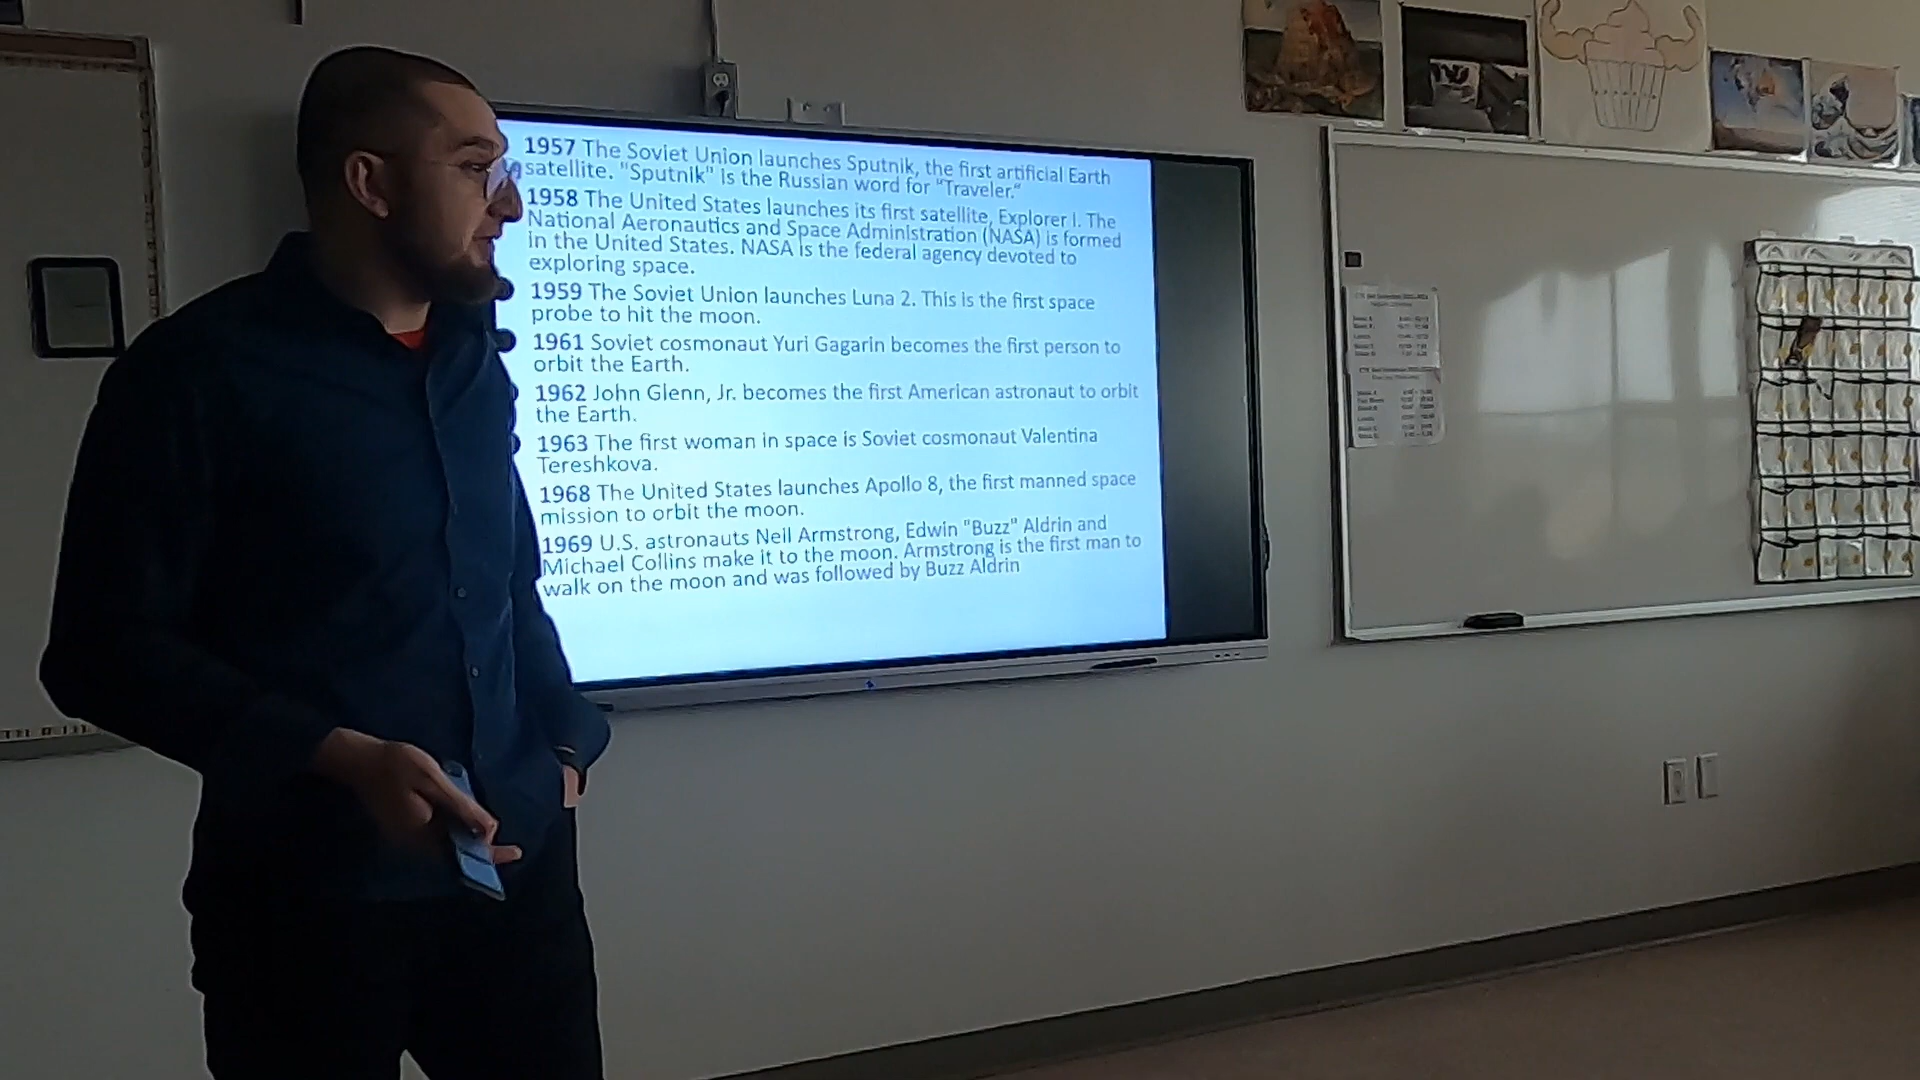 1957 The Soviet Union launches Sputnik, the first artificial Earth
satellite. "Sputnik" is the Russian word for "Traveler."
1958 The United States launches its first satellite, Explorer I. The
National Aeronautics and Space Administration (NASA) is formed
in the United States. NASA is the federal agency devoted to
exploring space.
1959 The Soviet Union launches Luna 2. This is the first space
probe to hit the moon.
1961 Soviet cosmonaut Yuri Gagarin becomes the first person to
orbit the Earth.
1962 John Glenn, Jr. becomes the first American astronaut to orbit
the Earth.
1963 The first woman in space is Soviet cosmonaut Valentina
Tereshkova.
1968 The United States launches Apollo 8, the first manned space
mission to orbit the moon.
1969 U.S. astronauts Neil Armstrong, Edwin "Buzz" Aldrin and
Michael Collins make it to the moon. Armstrong is the first man to
walk on the moon and was followed by Buzz Aldrin